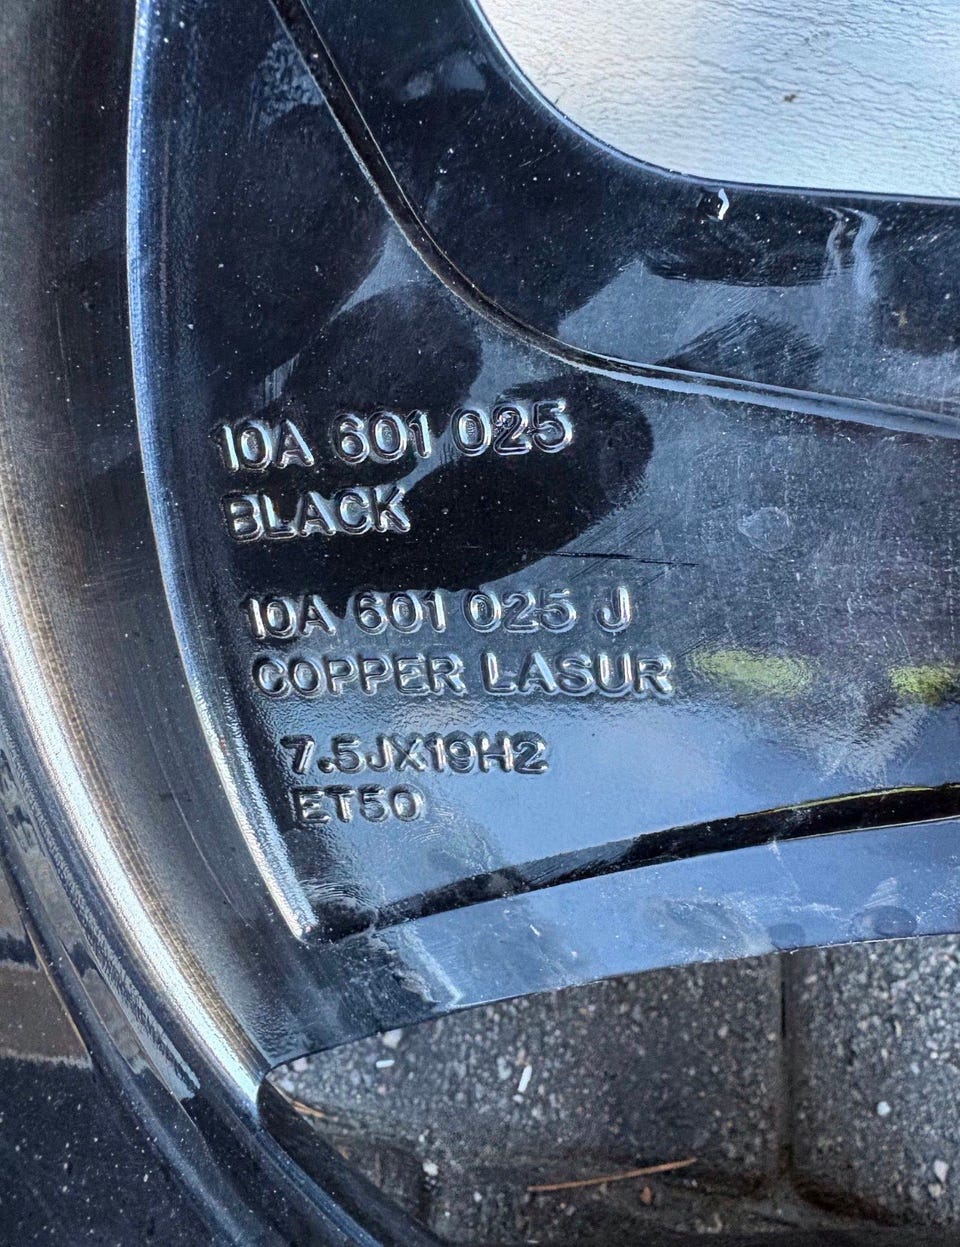 10A 601 025
BLACK
10A 601 025 J
COPPER LASUR
7.5JX19H2
ET50